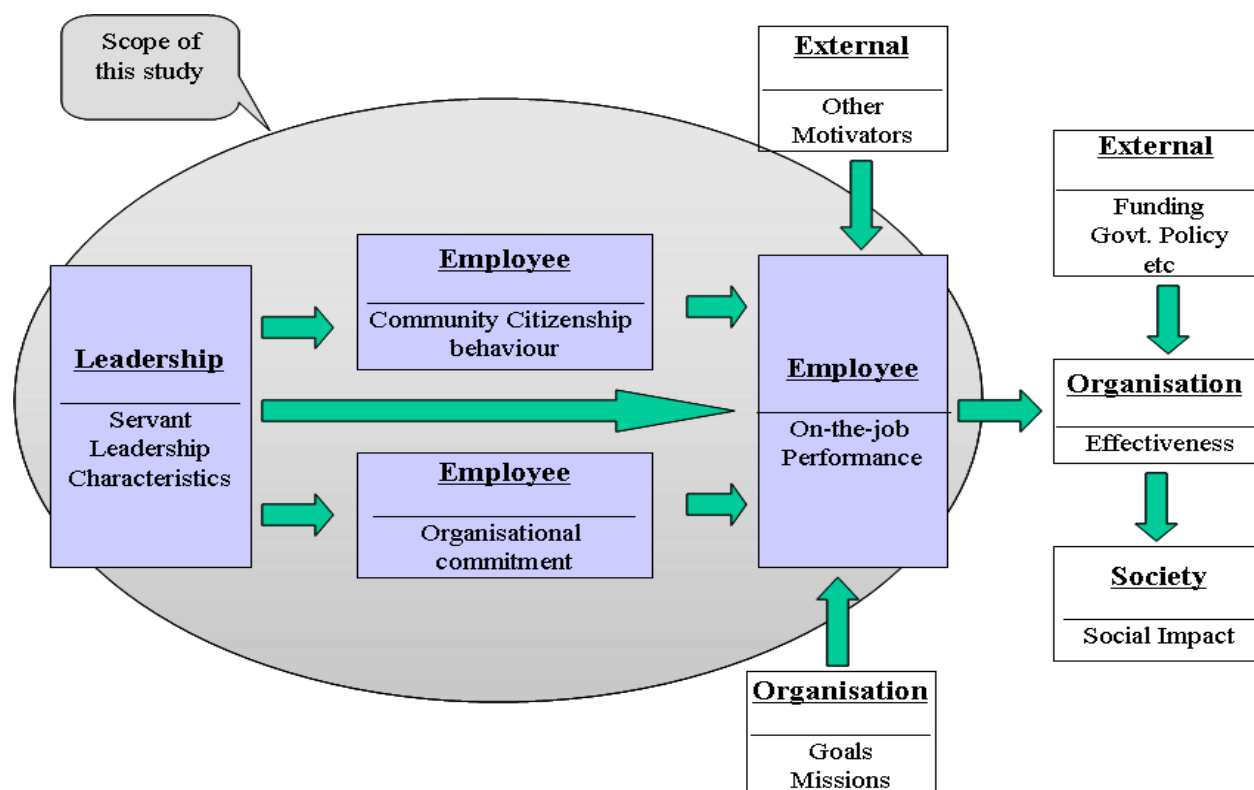 Scope of
this study
External
Other
Motivators
External
Funding
Govt. Policy
etc
Employee
Community Citizenship
behaviour
Leadership
Servant
Leadership
Characteristics
Employee
On-the-job
Performance
Organisation
Effectiveness
Employee
Organisational
commitment
Society
Social Impact
Organisation
Goals
Missions